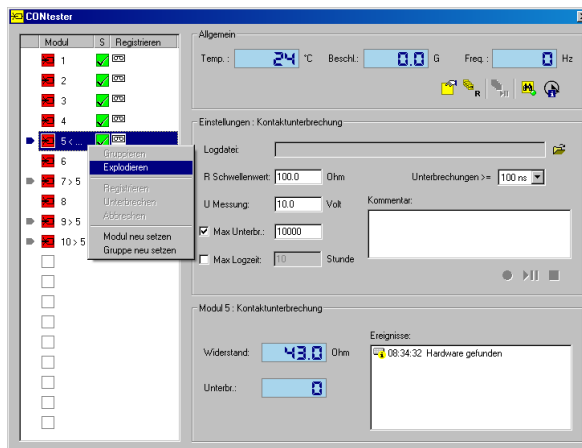 CONtester
Modul S Registrieren
1
2
3
4
5 < ...
6
7 > 5
8
9 > 5
10 > 5
Gruppieren
Explodieren
Registrieren
Unterbrechen
Abbrechen
Modul neu setzen
Gruppe neu setzen
Allgemein
Temp. : 24 °C Beschl.: 0.0 G Freq. : 0 Hz
R
Einstellungen : Kontaktunterbrechung
Logdatei:
R Schwellenwert: 100.0 Ohm Unterbrechungen >= 100 ns
U Messung: 10.0 Volt Kommentar:
Max Unterbr.: 10000
Max Logzeit: 10 Stunde
Modul 5 : Kontaktunterbrechung
Ereignisse:
Widerstand: 43.0 Ohm
08:34:32 Hardware gefunden
Unterbr.: 0